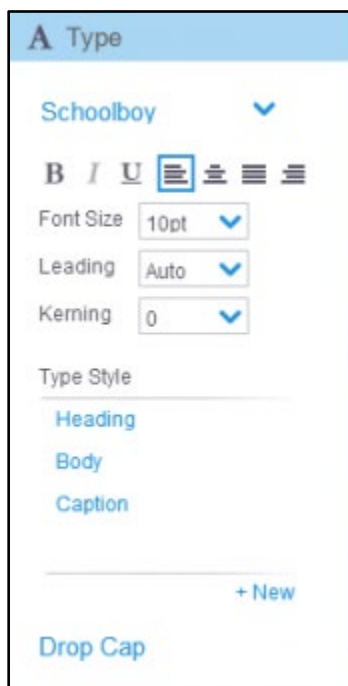 A Type
Schoolboy
B I U
Font Size 10pt
Leading Auto
Kerning 0
Type Style
Heading
Body
Caption
+ New
Drop Cap